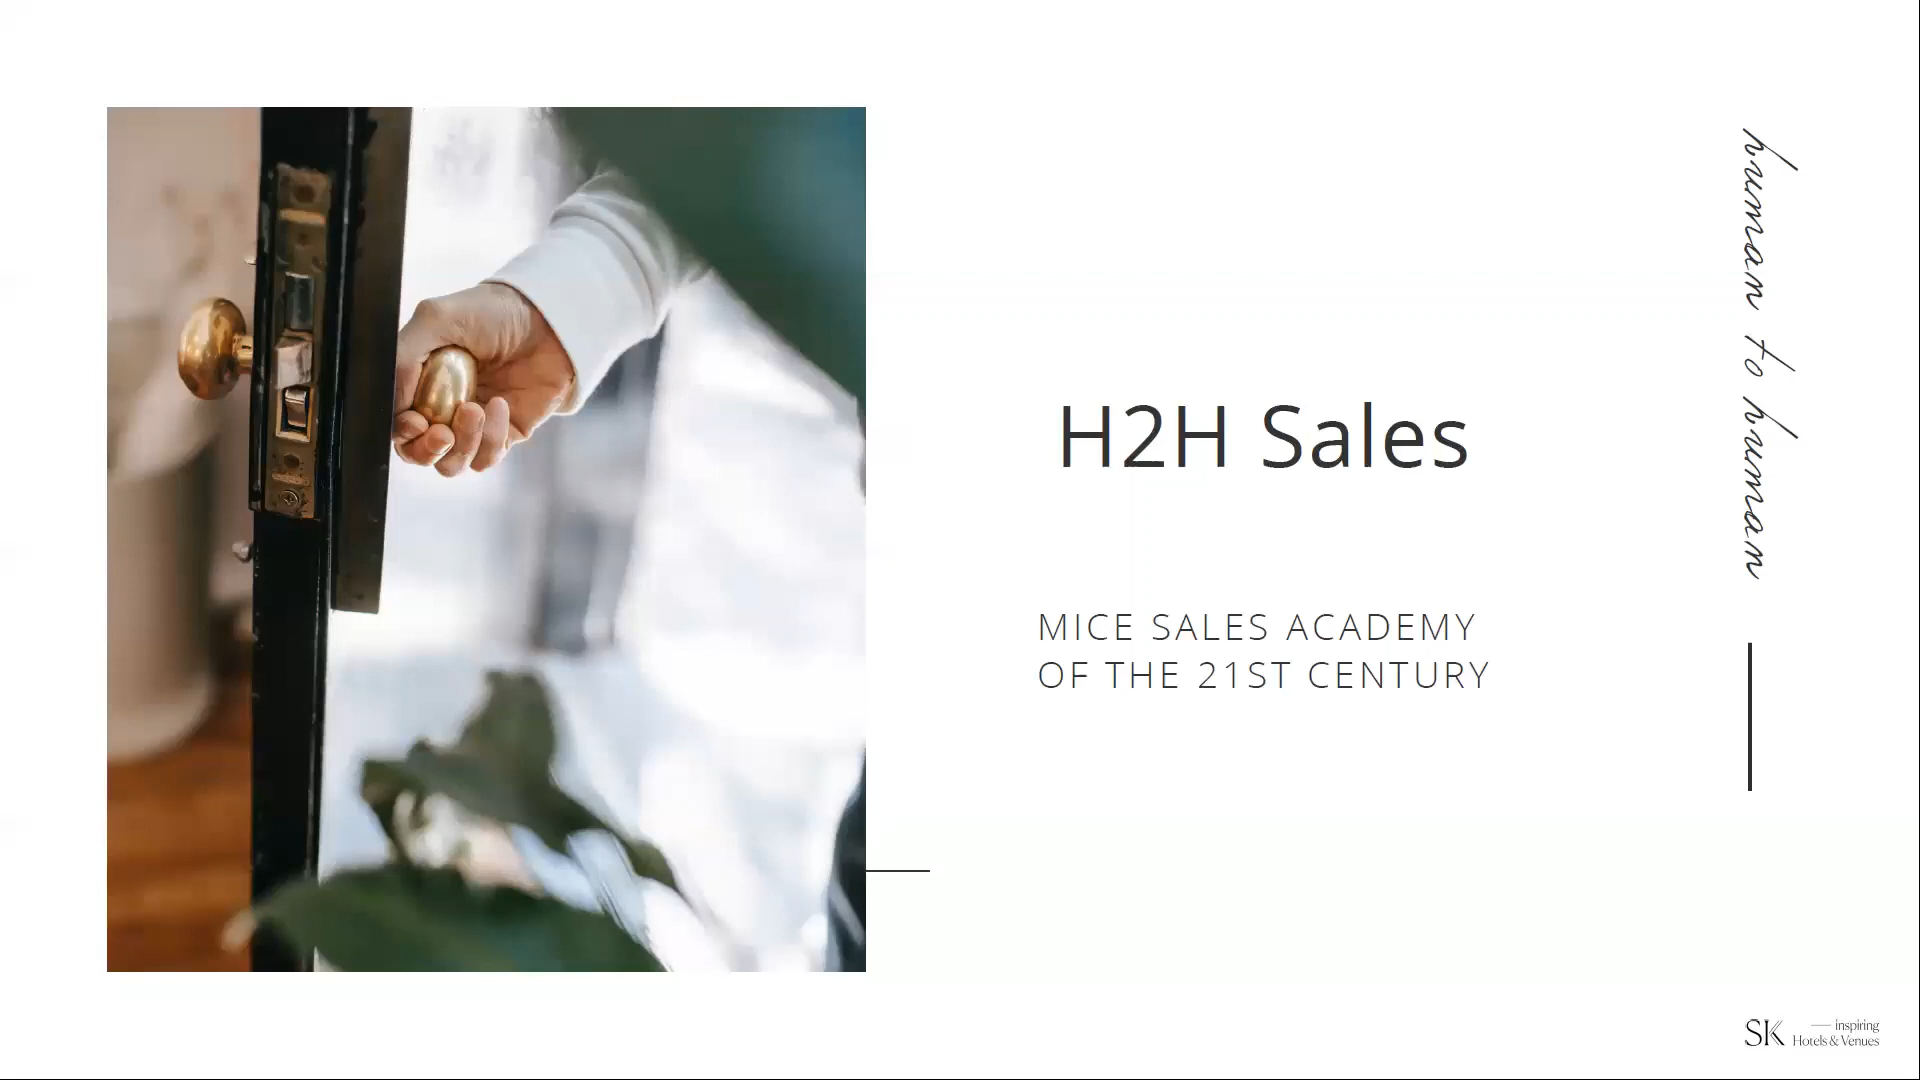 H2H Sales
MICE SALES ACADEMY
OF THE 21ST CENTURY
human to human
SK
inspiring
Hotels & Venues